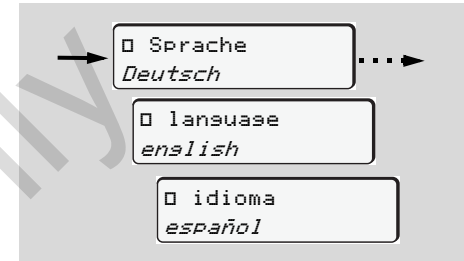 □ Sprache
Deutsch
□ language
english
□ idioma
español